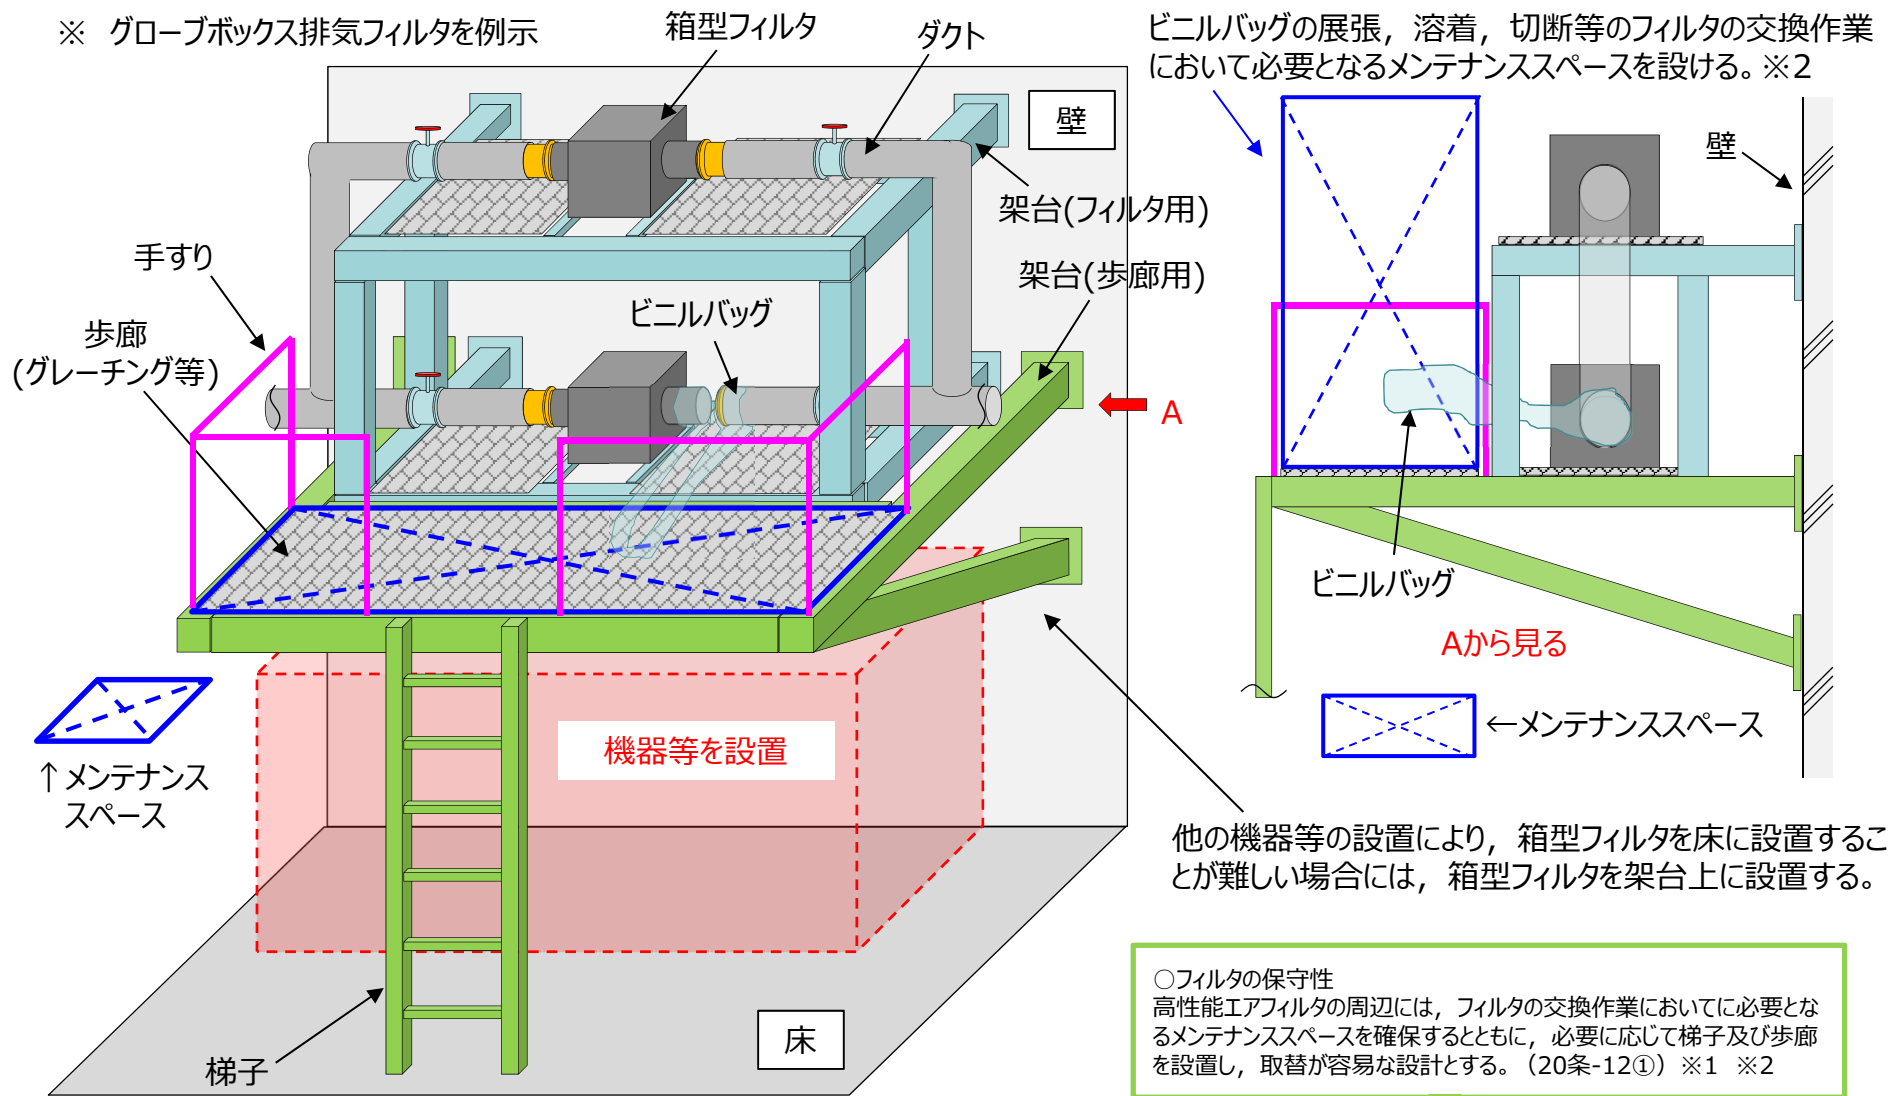 ※　グローブボックス排気フィルタを例示
箱型フィルタ
ダクト
壁
架台(フィルタ用)
架台(歩廊用)
手すり
歩廊
(グレーチング等)
ビニルバッグ
A
機器等を設置
↑メンテナンス
スペース
梯子
床
ビニルバッグの展張，溶着，切断等のフィルタの交換作業
において必要となるメンテナンススペースを設ける。※2
壁
ビニルバッグ
Aから見る
←メンテナンススペース
他の機器等の設置により，箱型フィルタを床に設置するこ
とが難しい場合には，箱型フィルタを架台上に設置する。
○フィルタの保守性
高性能エアフィルタの周辺には，フィルタの交換作業においてに必要とな
るメンテナンススペースを確保するとともに，必要に応じて梯子及び歩廊
を設置し，取替が容易な設計とする。（20条-12①）※1　※2